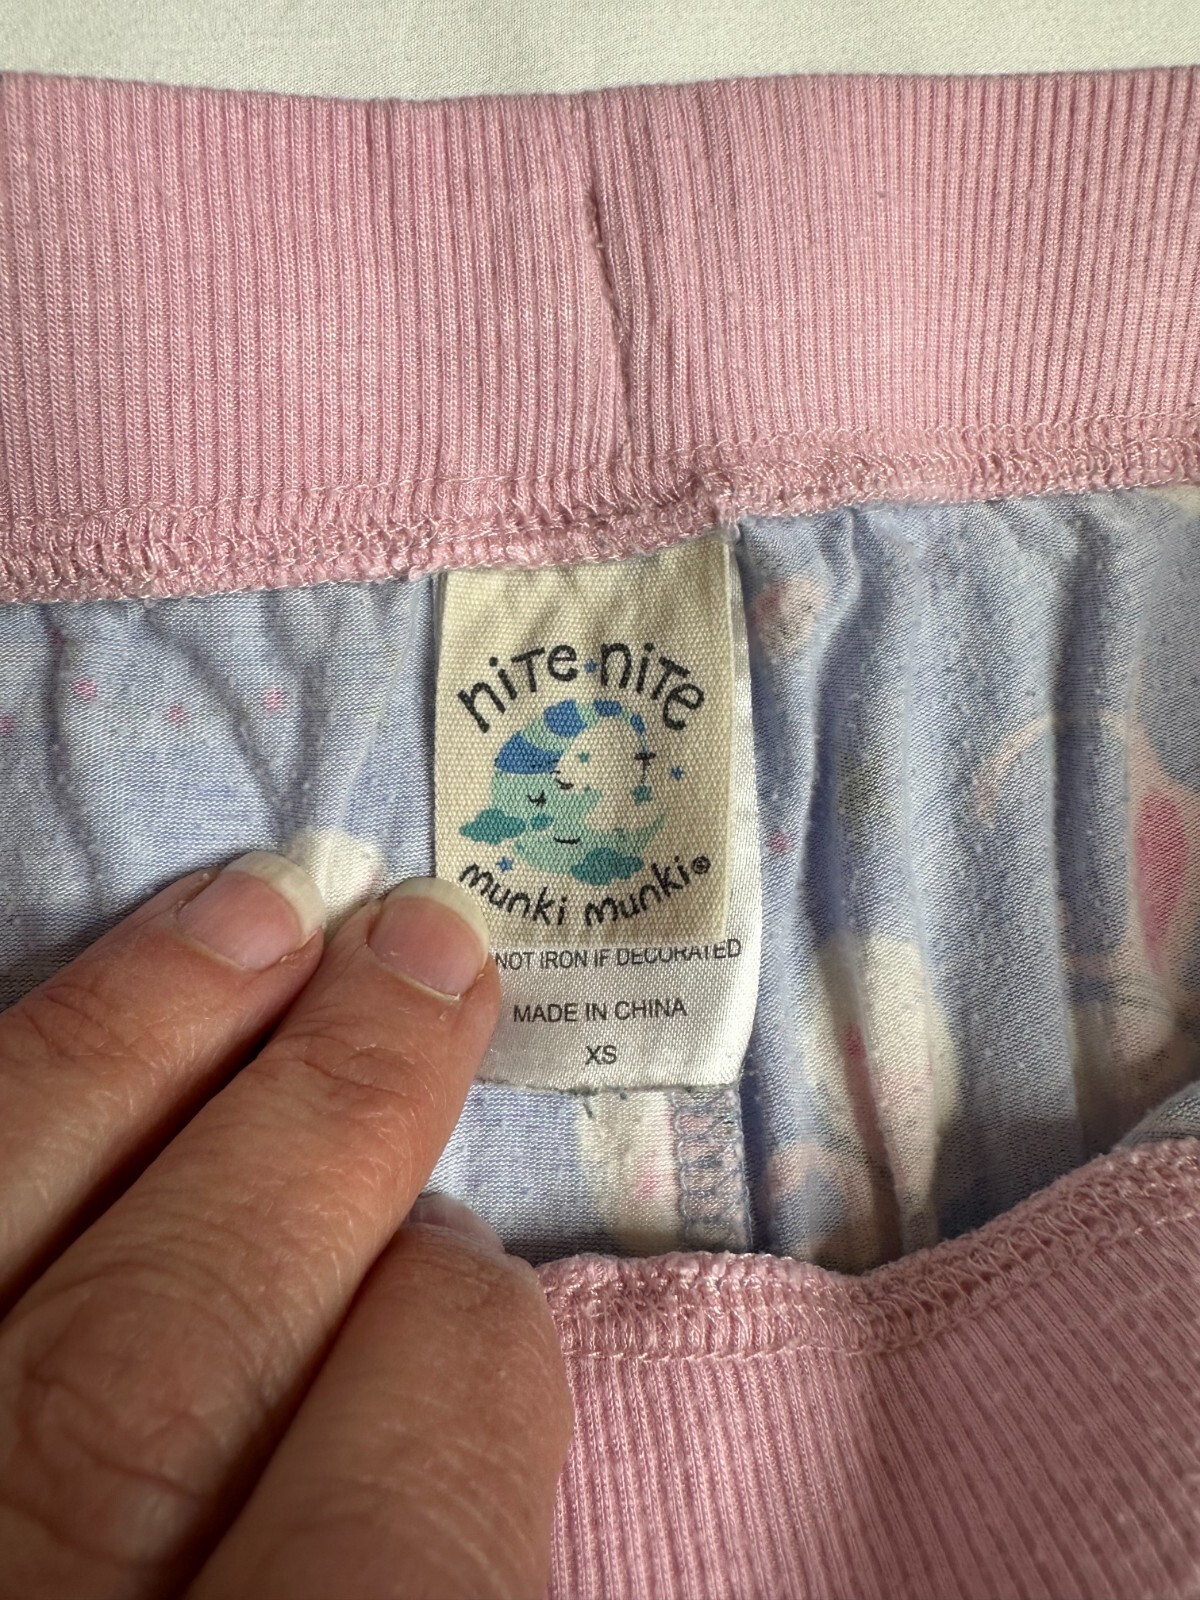 niTe niTe
munki munki®
NOT IRON IF DECORATED
MADE IN CHINA
XS